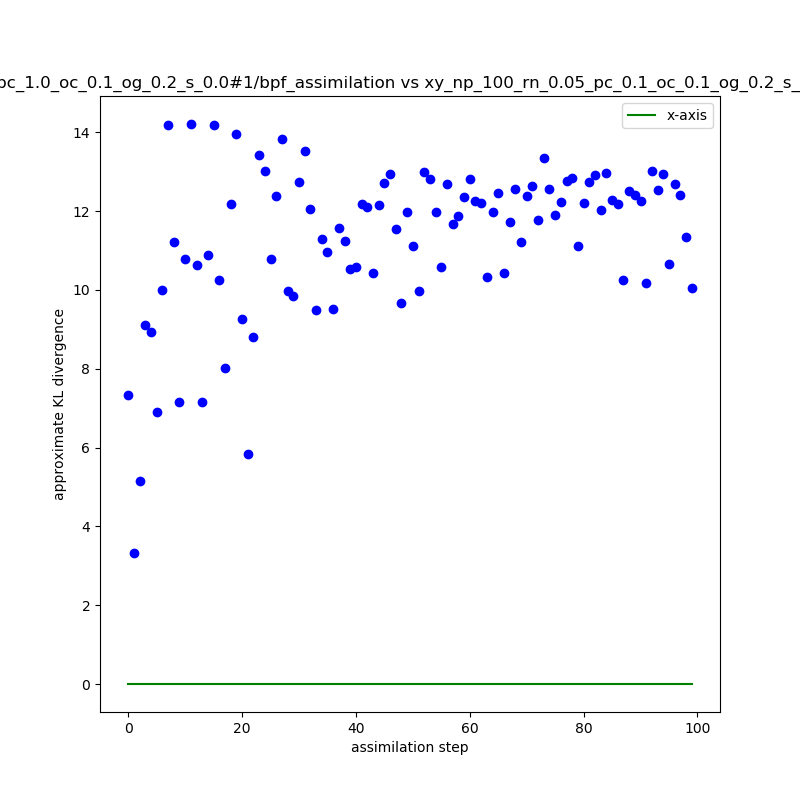 pc_1.0_oc_0.1_og_0.2_s_0.0#1/bpf_assimilation vs xy_np_100_rn_0.05_pc_0.1_oc_0.1_og_0.2_s_
x-axis
14
12
10
8
6
4
2
0
approximate KL divergence
0 20 40 60 80 100
assimilation step